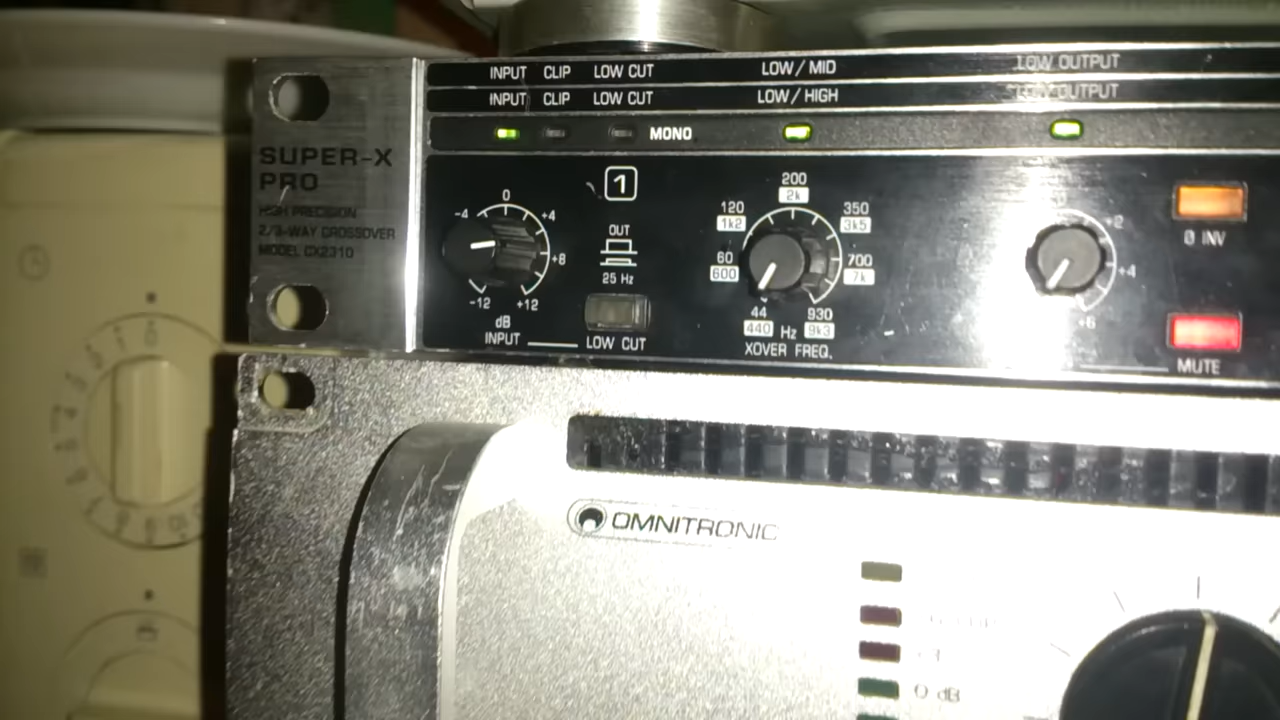 INPUT CLIP LOW CUT LOW / MID LOW OUTPUT
INPUT CLIP LOW CUT LOW / HIGH OUTPUT
MONO
SUPER-X
PRO
HIGH PRECISION
2/3-WAY CROSSOVER
MODEL CX2310
1
-4 0 +4 +8 +12 -12
dB
INPUT
OUT
25 Hz
LOW CUT
44 60 120 200 350 700 930
440 600 1k2 2k 3k5 7k 9k3
Hz
XOVER FREQ.
+2
+4
+6
Ø INV
MUTE
OMNITRONIC
0 dB